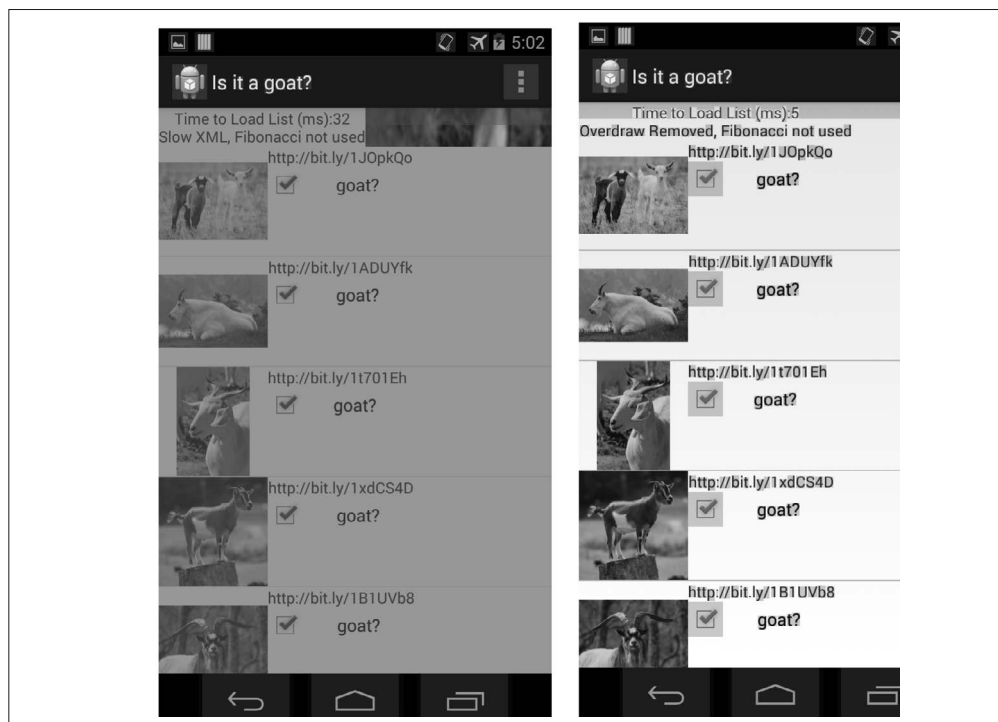 5:02
Is it a goat?
Time to Load List (ms):32
Slow XML, Fibonacci not used
http://bit.ly/1JOpkQo
goat?
http://bit.ly/1ADUYfk
goat?
http://bit.ly/1t701Eh
goat?
http://bit.ly/1xdCS4D
goat?
http://bit.ly/1B1UVb8
goat?
Is it a goat?
Time to Load List (ms):5
Overdraw Removed, Fibonacci not used
http://bit.ly/1JOpkQo
goat?
http://bit.ly/1ADUYfk
goat?
http://bit.ly/1t701Eh
goat?
http://bit.ly/1xdCS4D
goat?
http://bit.ly/1B1UVb8
goat?